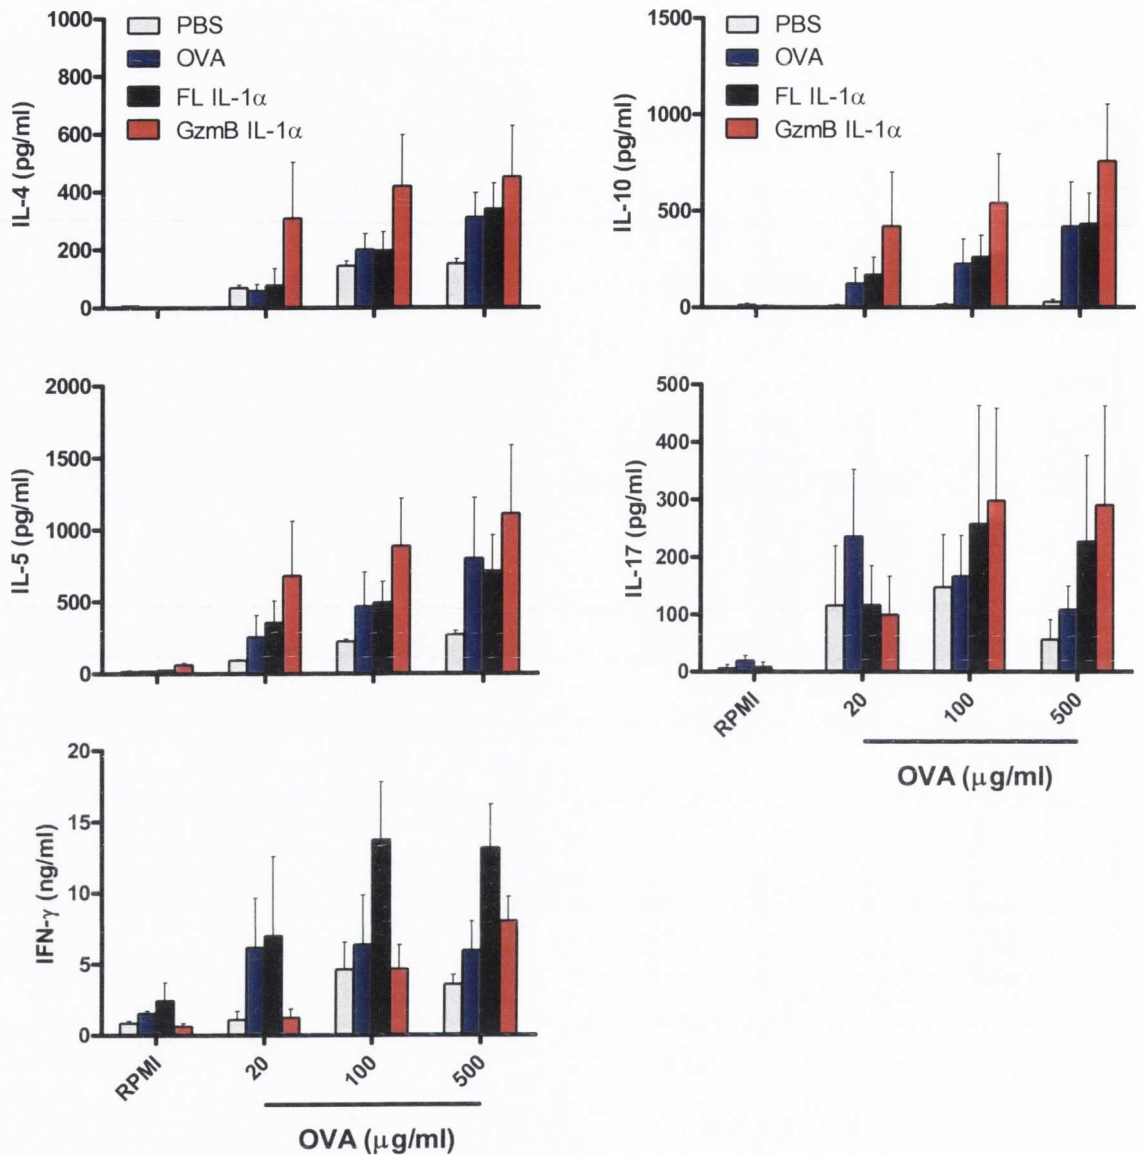 IL-4 (pg/ml)
1000
800
600
400
200
0
PBS
OVA
FL IL-1α
GzmB IL-1α
IL-10 (pg/ml)
1500
1000
500
0
PBS
OVA
FL IL-1α
GzmB IL-1α
IL-5 (pg/ml)
2000
1500
1000
500
0
IL-17 (pg/ml)
500
400
300
200
100
0
RPMI
20
100
500
OVA (μg/ml)
IFN-γ (ng/ml)
20
15
10
5
0
RPMI
20
100
500
OVA (μg/ml)